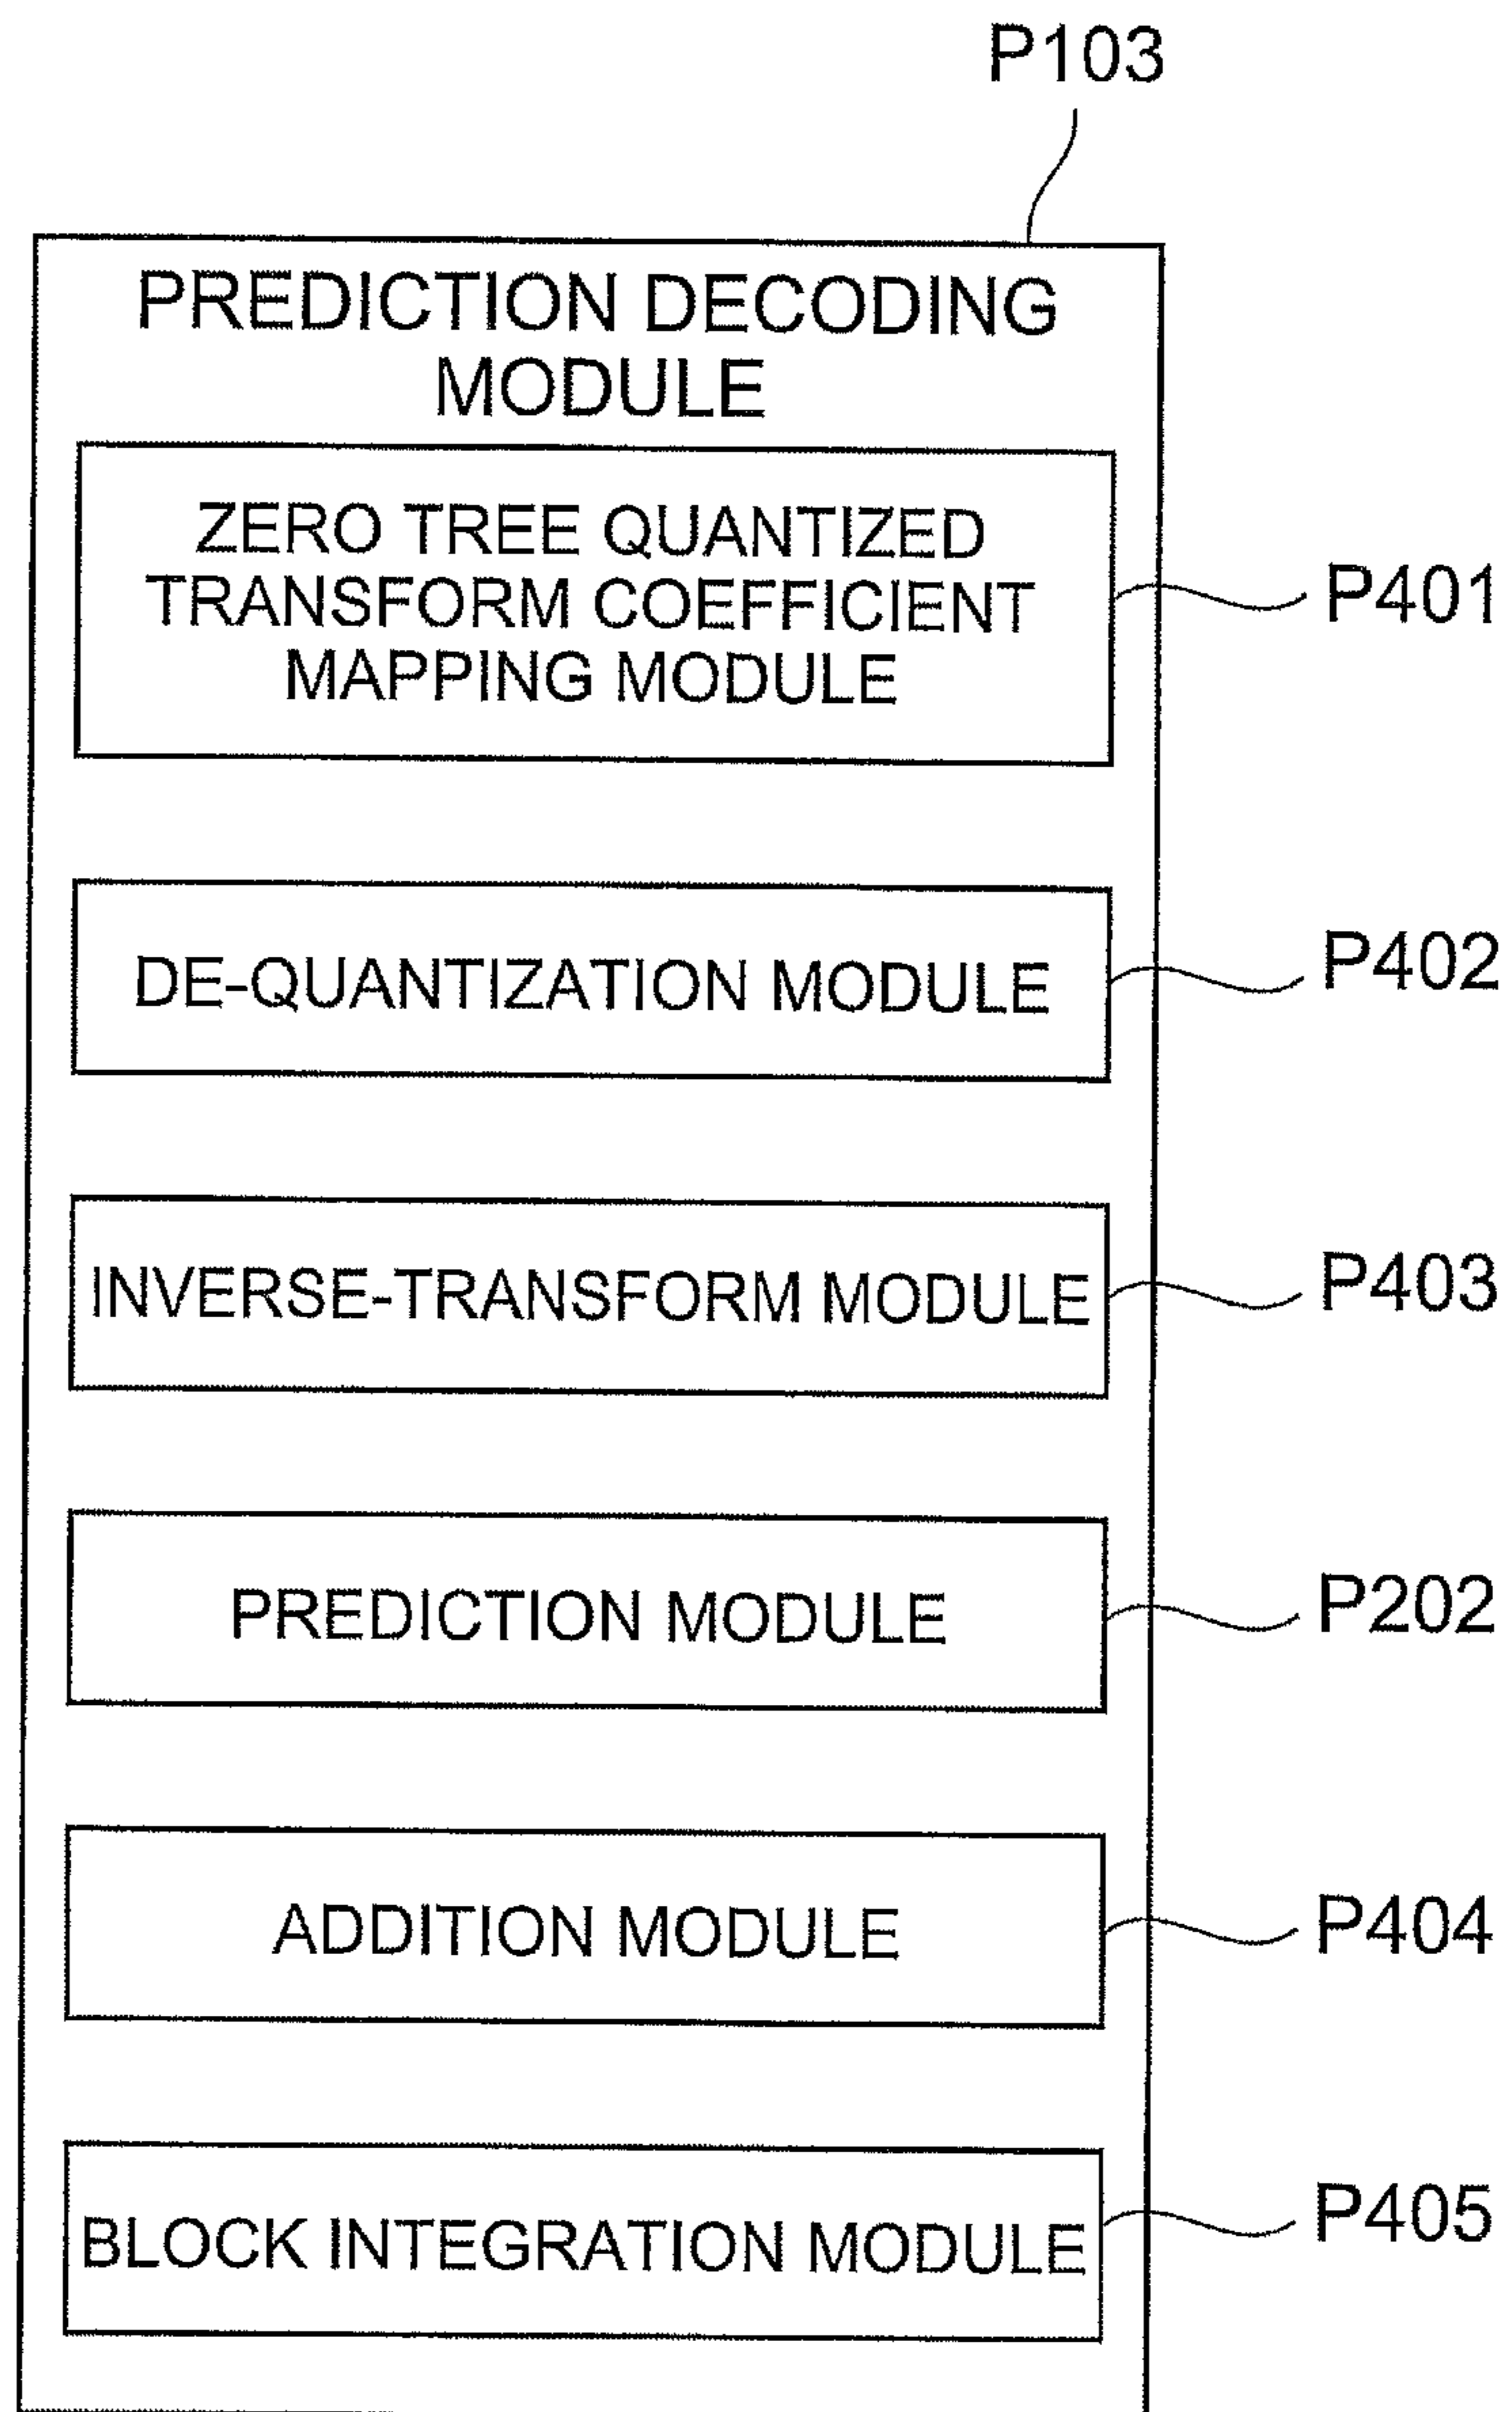 P103
PREDICTION DECODING
MODULE
ZERO TREE QUANTIZED
TRANSFORM COEFFICIENT
MAPPING MODULE
P401
DE-QUANTIZATION MODULE
P402
INVERSE-TRANSFORM MODULE
P403
PREDICTION MODULE
P202
ADDITION MODULE
P404
BLOCK INTEGRATION MODULE
P405